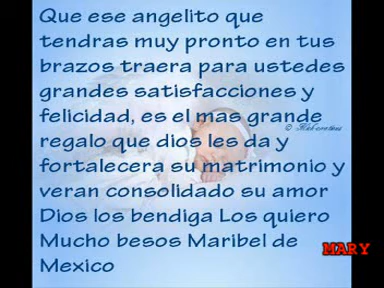 Que ese angelito que
tendras muy pronto en tus
brazos traera para ustedes
grandes satisfacciones y
felicidad, es el mas grande
regalo que dios les da y
fortalecera su matrimonio y
veran consolidado su amor
Dios los bendiga Los quiero
Mucho besos Maribel de
Mexico
MARY